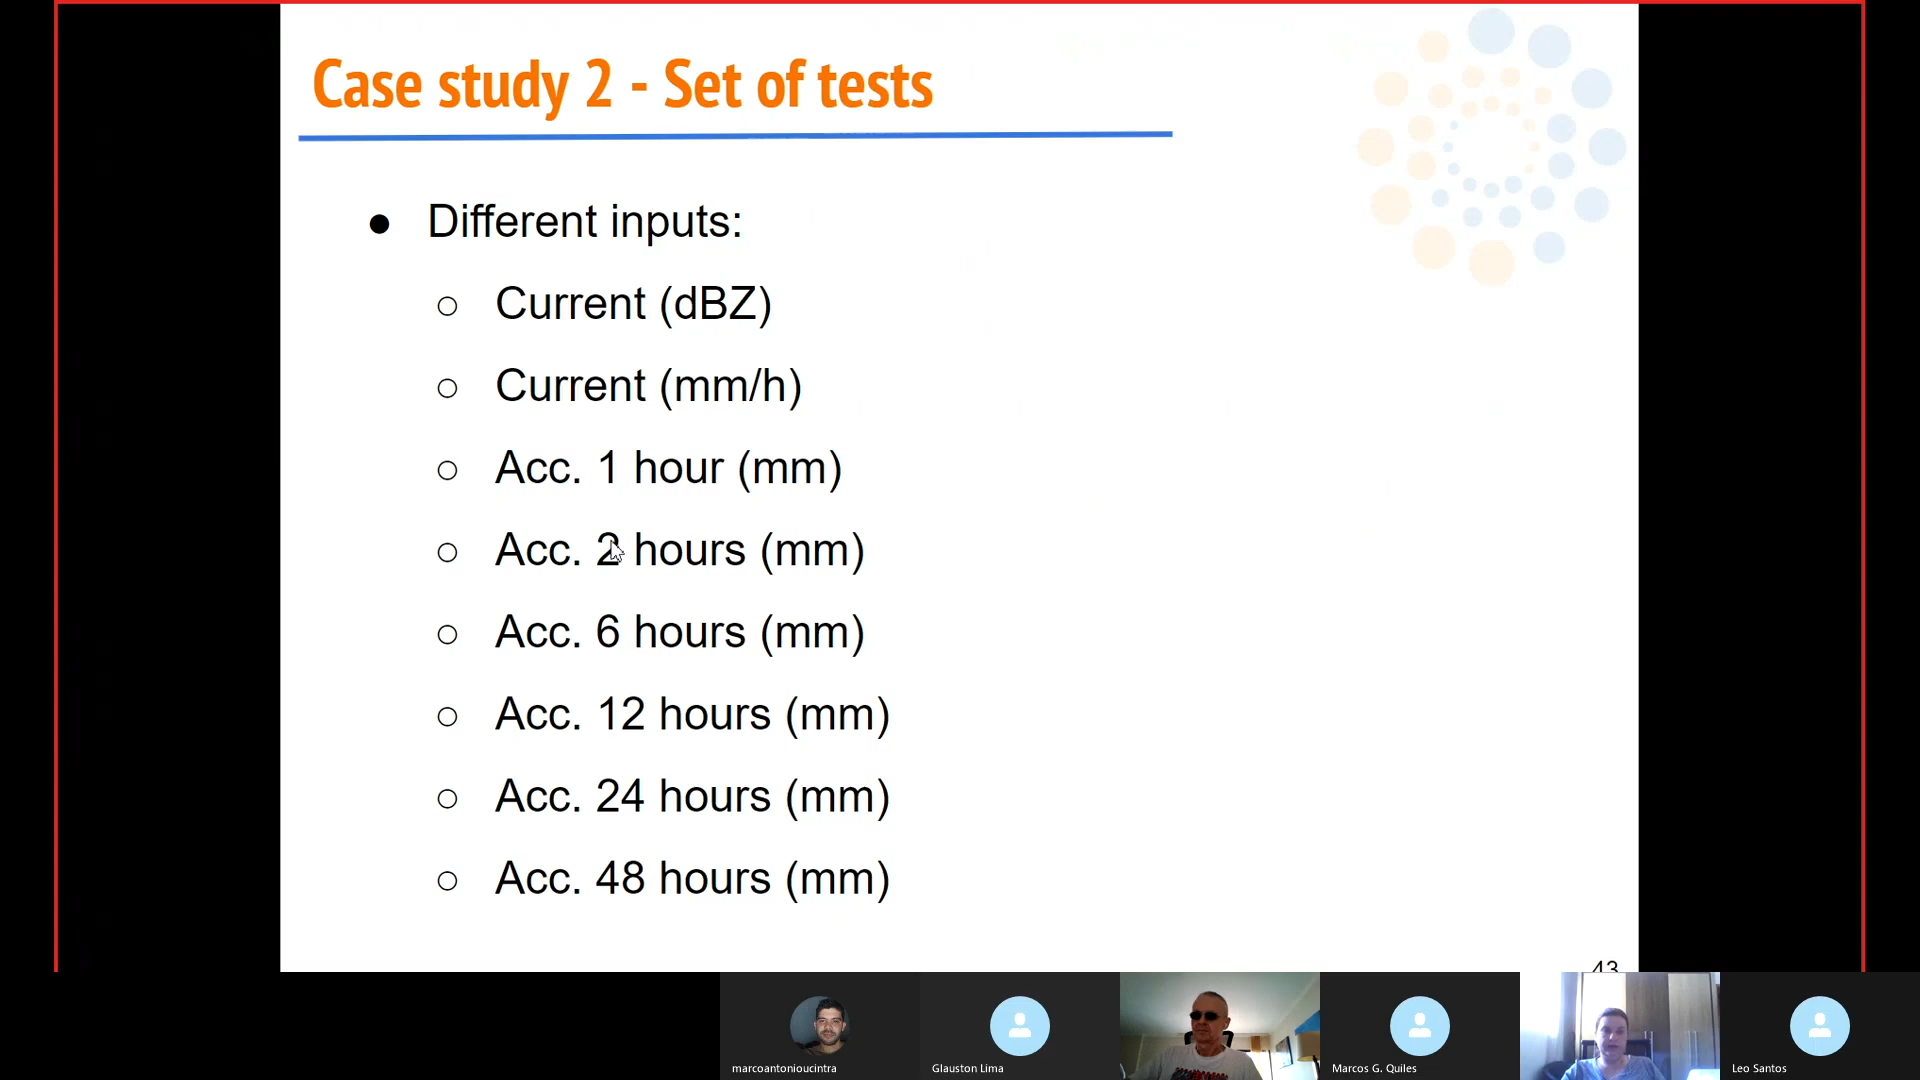 Case study 2 - Set of tests
● Different inputs:
○ Current (dBZ)
○ Current (mm/h)
○ Acc. 1 hour (mm)
○ Acc. 2 hours (mm)
○ Acc. 6 hours (mm)
○ Acc. 12 hours (mm)
○ Acc. 24 hours (mm)
○ Acc. 48 hours (mm)
43
marcoantonioucintra
Glauston Lima
Marcos G. Quiles
Leo Santos